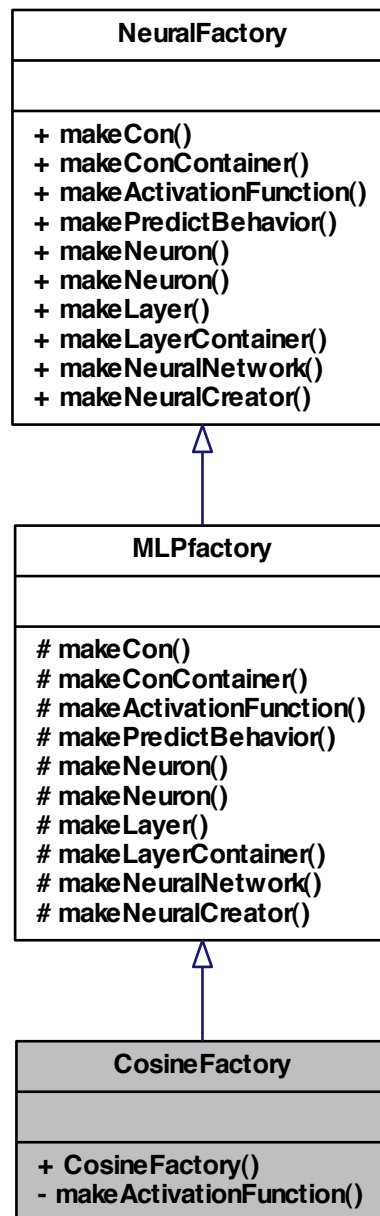 NeuralFactory
+ makeCon()
+ makeConContainer()
+ makeActivationFunction()
+ makePredictBehavior()
+ makeNeuron()
+ makeNeuron()
+ makeLayer()
+ makeLayerContainer()
+ makeNeuralNetwork()
+ makeNeuralCreator()
MLPfactory
# makeCon()
# makeConContainer()
# makeActivationFunction()
# makePredictBehavior()
# makeNeuron()
# makeNeuron()
# makeLayer()
# makeLayerContainer()
# makeNeuralNetwork()
# makeNeuralCreator()
CosineFactory
+ CosineFactory()
- makeActivationFunction()